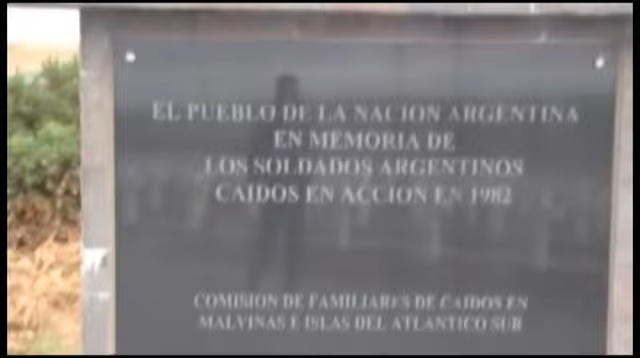 EL PUEBLO DE LA NACION ARGENTINA
EN MEMORIA DE
LOS SOLDADOS ARGENTINOS
CAIDOS EN ACCION EN 1982
COMISION DE FAMILIARES DE CAIDOS EN
MALVINAS E ISLAS DEL ATLANTICO SUR